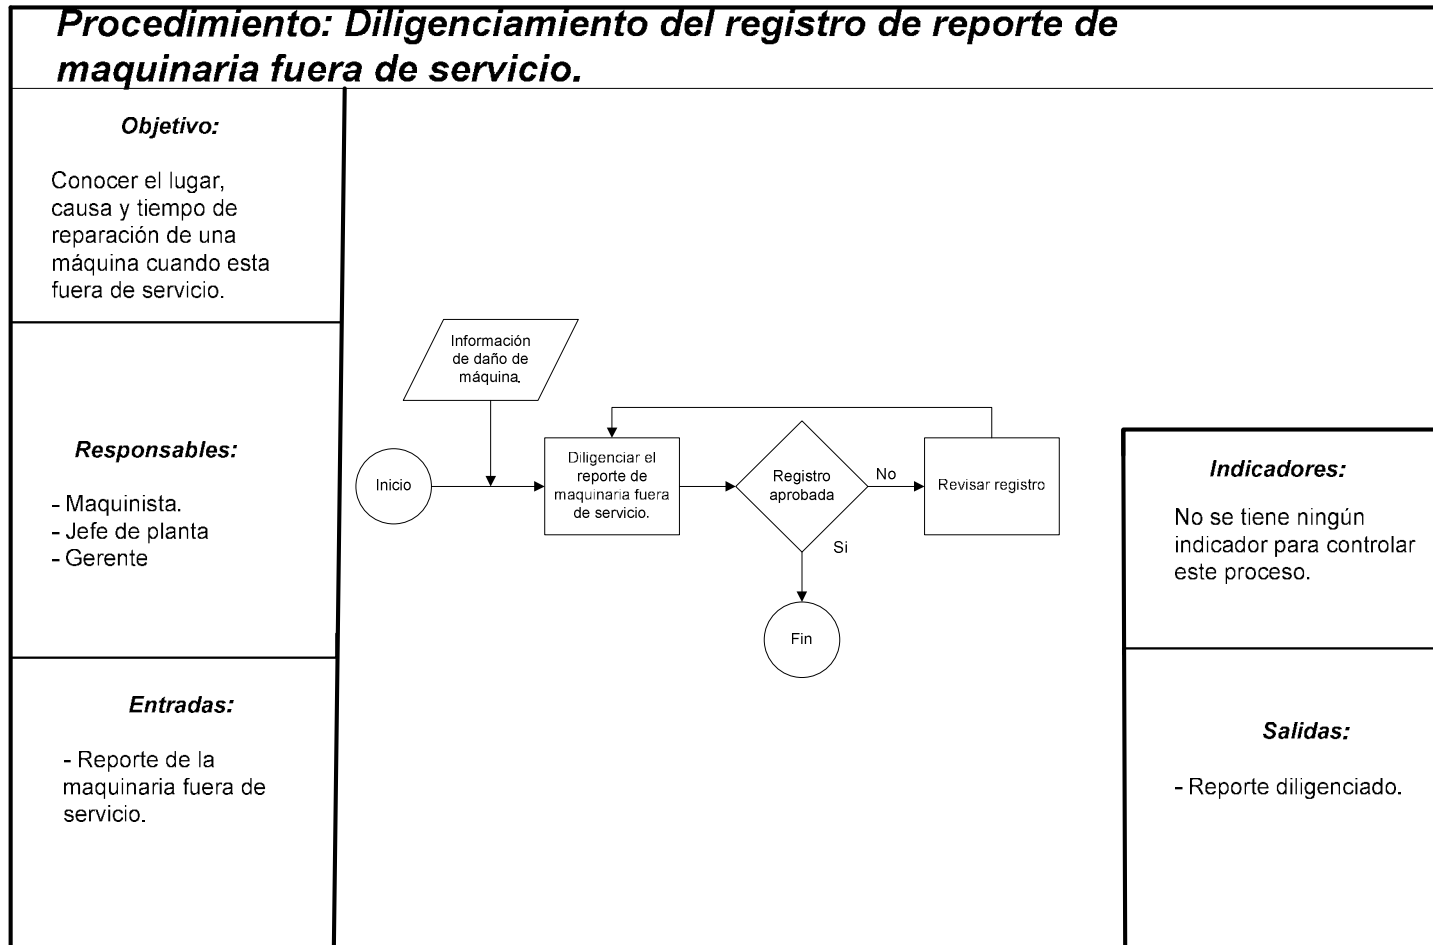 Procedimiento: Diligenciamiento del registro de reporte de
maquinaria fuera de servicio.
Objetivo:
Conocer el lugar,
causa y tiempo de
reparación de una
máquina cuando esta
fuera de servicio.
Responsables:
- Maquinista.
- Jefe de planta
- Gerente
Entradas:
- Reporte de la
maquinaria fuera de
servicio.
Información
de daño de
máquina.
Inicio
Diligenciar el
reporte de
maquinaria fuera
de servicio.
Registro
aprobada
No
Revisar registro
Si
Fin
Indicadores:
No se tiene ningún
indicador para controlar
este proceso.
Salidas:
- Reporte diligenciado.